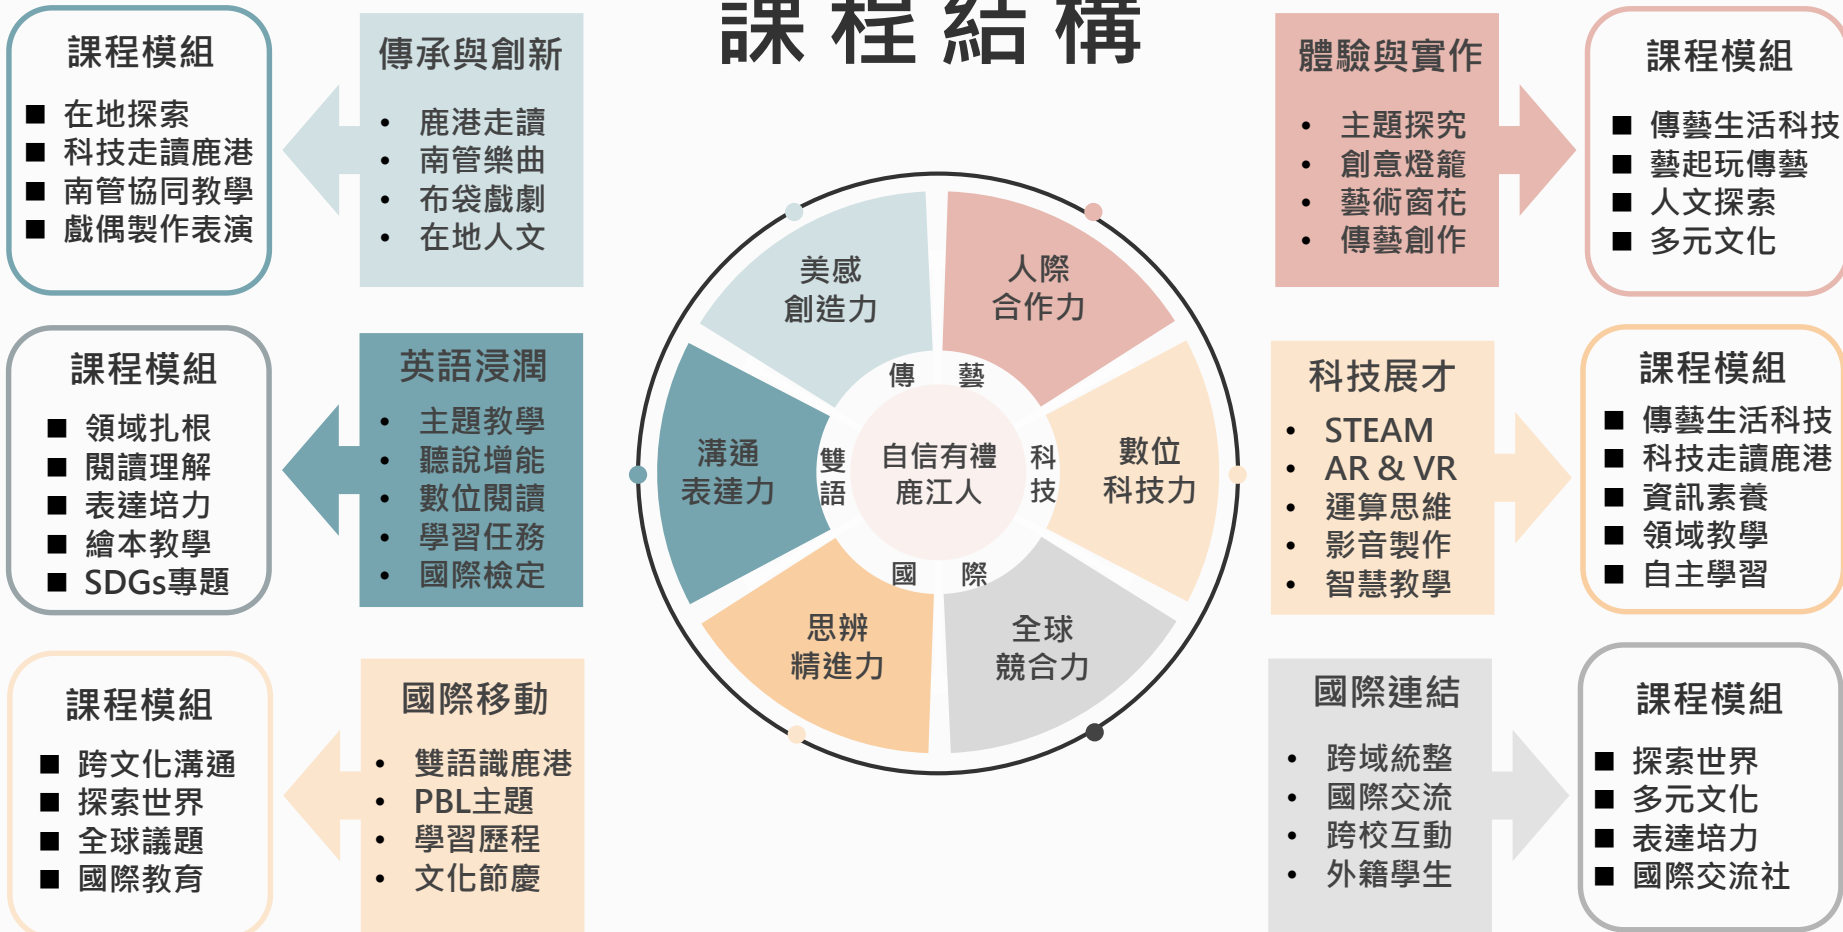 課程結構
課程模組
在地探索
科技走讀鹿港
南管協同教學
戲偶製作表演
傳承與創新
鹿港走讀
南管樂曲
布袋戲劇
在地人文
體驗與實作
主題探究
創意燈籠
藝術窗花
傳藝創作
課程模組
傳藝生活科技
藝起玩傳藝
人文探索
多元文化
課程模組
領域扎根
閱讀理解
表達培力
繪本教學
SDGs專題
英語浸潤
主題教學
聽說增能
數位閱讀
學習任務
國際檢定
美感
創造力
人際
合作力
溝通
表達力
數位
科技力
思辨
精進力
全球
競合力
傳藝
雙語
科技
國際
自信有禮
鹿江人
科技展才
STEAM
AR & VR
運算思維
影音製作
智慧教學
課程模組
傳藝生活科技
科技走讀鹿港
資訊素養
領域教學
自主學習
課程模組
跨文化溝通
探索世界
全球議題
國際教育
國際移動
雙語識鹿港
PBL主題
學習歷程
文化節慶
國際連結
跨域統整
國際交流
跨校互動
外籍學生
課程模組
探索世界
多元文化
表達培力
國際交流社